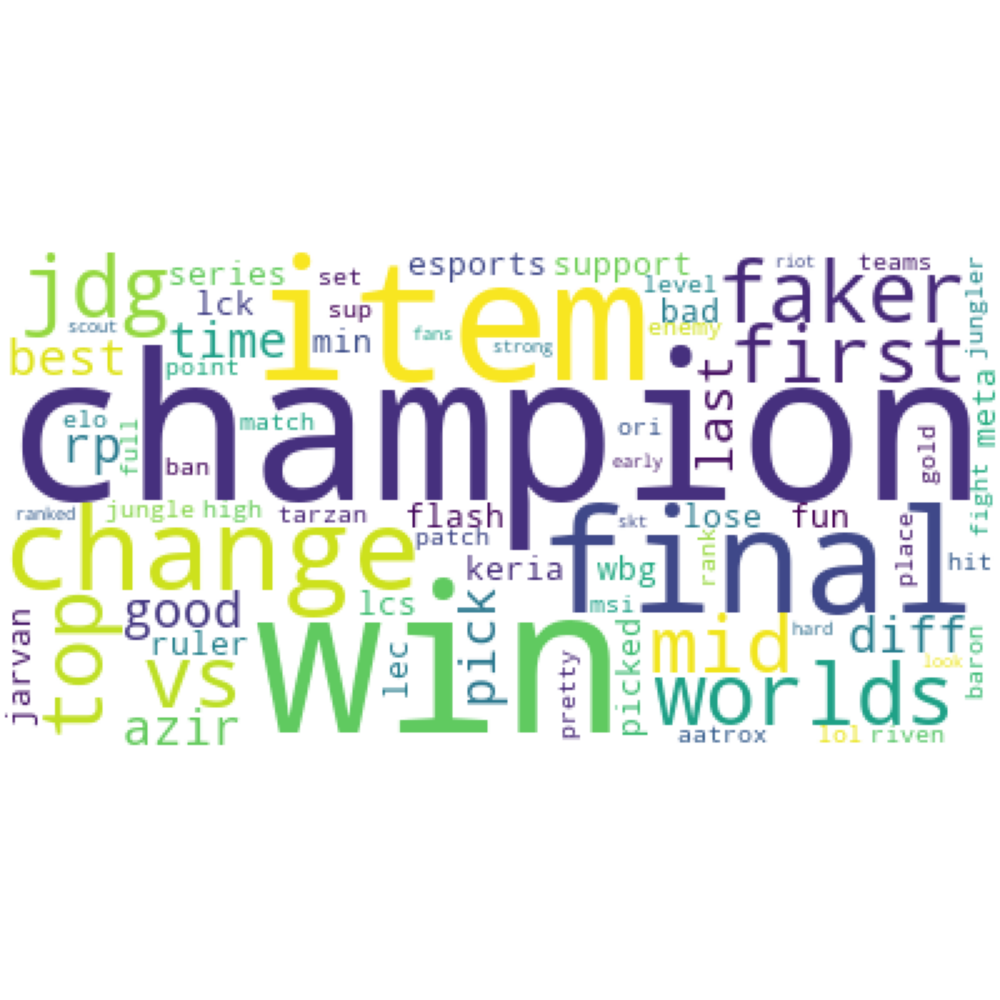 jdg
series
set
esports
support
faker
riot
teams
jungler
lck
sup
item
level
bad
scout
time
min
fans
strong
enemy
first
best
point
champion
last
meta
elo
rp
full
match
ban
ori
early
gold
fight
ranked
jungle
high
tarzan
flash
skt
lose
fun
change
patch
final
rank
place
hit
keria
wbg
jarvan
top
good
lcs
win
pick
msi
picked
mid
hard
diff
baron
ruler
vs
lec
pretty
worlds
look
azir
aatrox
lol
riven